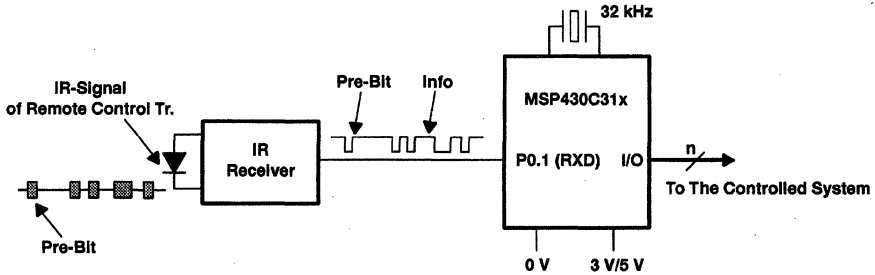 32 kHz
IR-Signal
of Remote Control Tr.
Pre-Bit
Info
MSP430C31x
IR
Receiver
P0.1 (RXD)
I/O
n
To The Controlled System
Pre-Bit
0 V
3 V/5 V